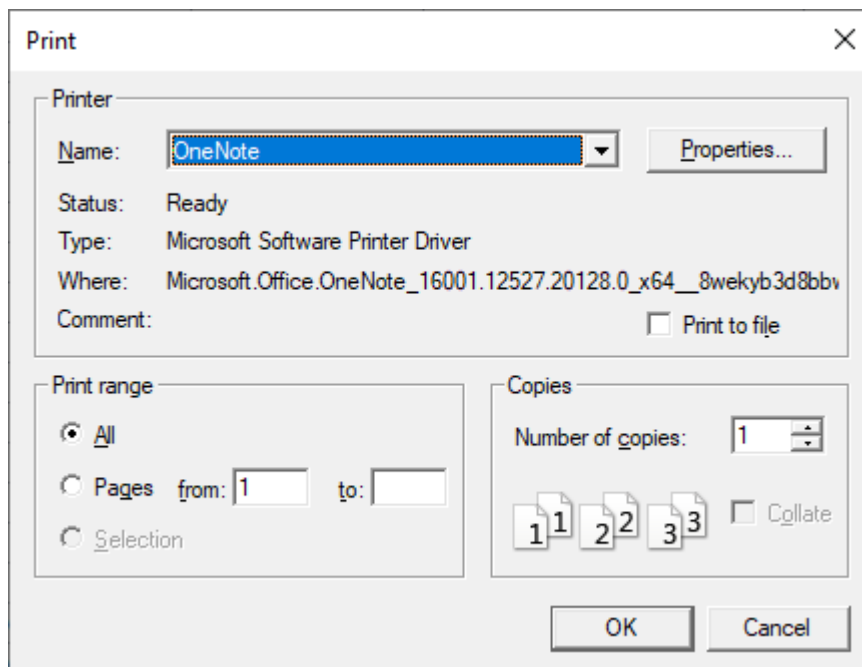 Print
Printer
Name: OneNote Properties...
Status: Ready
Type: Microsoft Software Printer Driver
Where: Microsoft.Office.OneNote_16001.12527.20128.0_x64__8wekyb3d8bbw
Comment: Print to file
Print range
All
Pages from: 1 to:
Selection
Copies
Number of copies: 1
1 1 2 2 3 3 Collate
OK Cancel